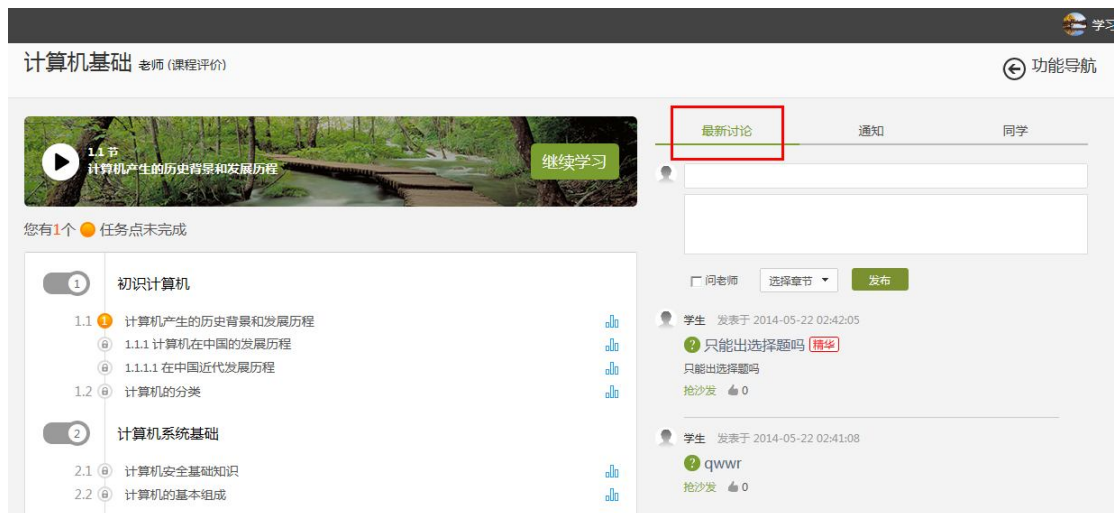 学习
计算机基础 老师 (课程评价)
功能导航
1.1 节
计算机产生的历史背景和发展历程
继续学习
您有1个 任务点未完成
1 初识计算机
1.1 1 计算机产生的历史背景和发展历程
1.1.1 计算机在中国的发展历程
1.1.1.1 在中国近代发展历程
1.2 计算机的分类
2 计算机系统基础
2.1 计算机安全基础知识
2.2 计算机的基本组成
最新讨论 通知 同学
问老师 选择章节 发布
学生 发表于 2014-05-22 02:42:05
? 只能出选择题吗 精华
只能出选择题吗
抢沙发 0
学生 发表于 2014-05-22 02:41:08
? qwwr
抢沙发 0